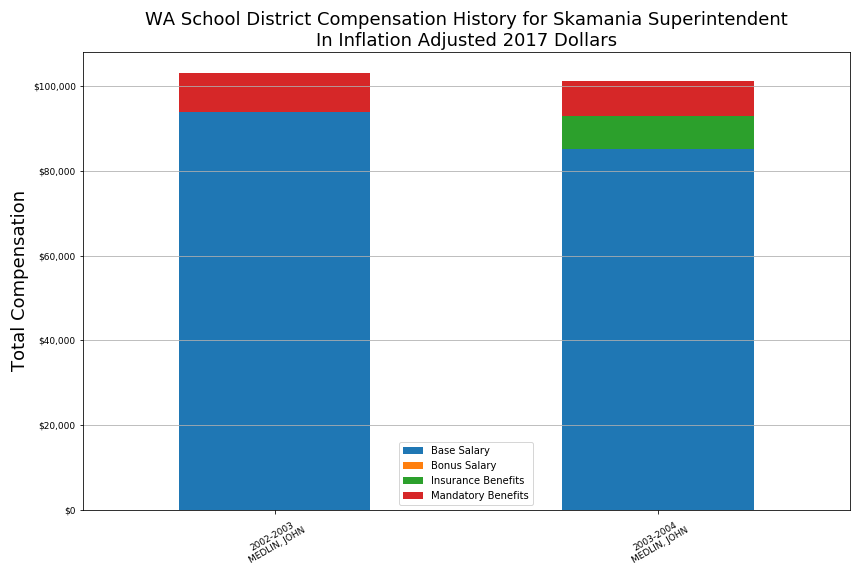 WA School District Compensation History for Skamania Superintendent
In Inflation Adjusted 2017 Dollars
Total Compensation
$100,000
$80,000
$60,000
$40,000
$20,000
$0
Base Salary
Bonus Salary
Insurance Benefits
Mandatory Benefits
2002-2003
MEDLIN, JOHN
2003-2004
MEDLIN, JOHN